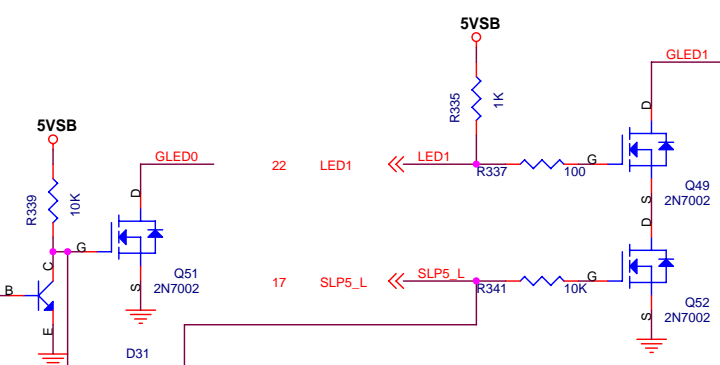 5VSB
GLED1
R335
1K
D
5VSB
GLED0
22
LED1
LED1
R337
100
G
Q49
2N7002
S
R339
10K
D
D
C
G
Q51
2N7002
S
17
SLP5_L
SLP5_L
R341
10K
G
Q52
2N7002
S
B
E
D31